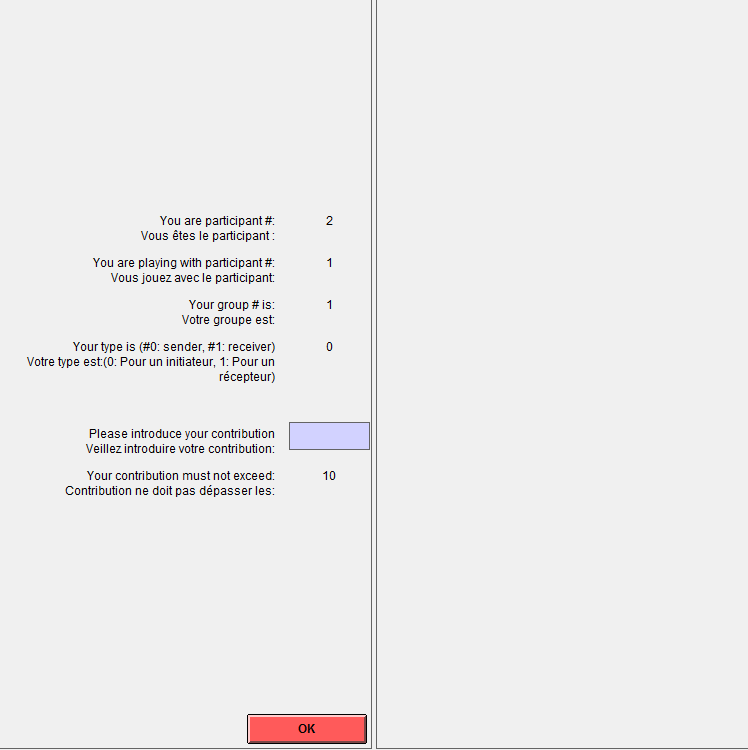 You are participant #: 2
Vous êtes le participant :
You are playing with participant #: 1
Vous jouez avec le participant:
Your group # is: 1
Votre groupe est:
Your type is (#0: sender, #1: receiver) 0
Votre type est:(0: Pour un initiateur, 1: Pour un
récepteur)
Please introduce your contribution
Veillez introduire votre contribution:
Your contribution must not exceed: 10
Contribution ne doit pas dépasser les:
OK